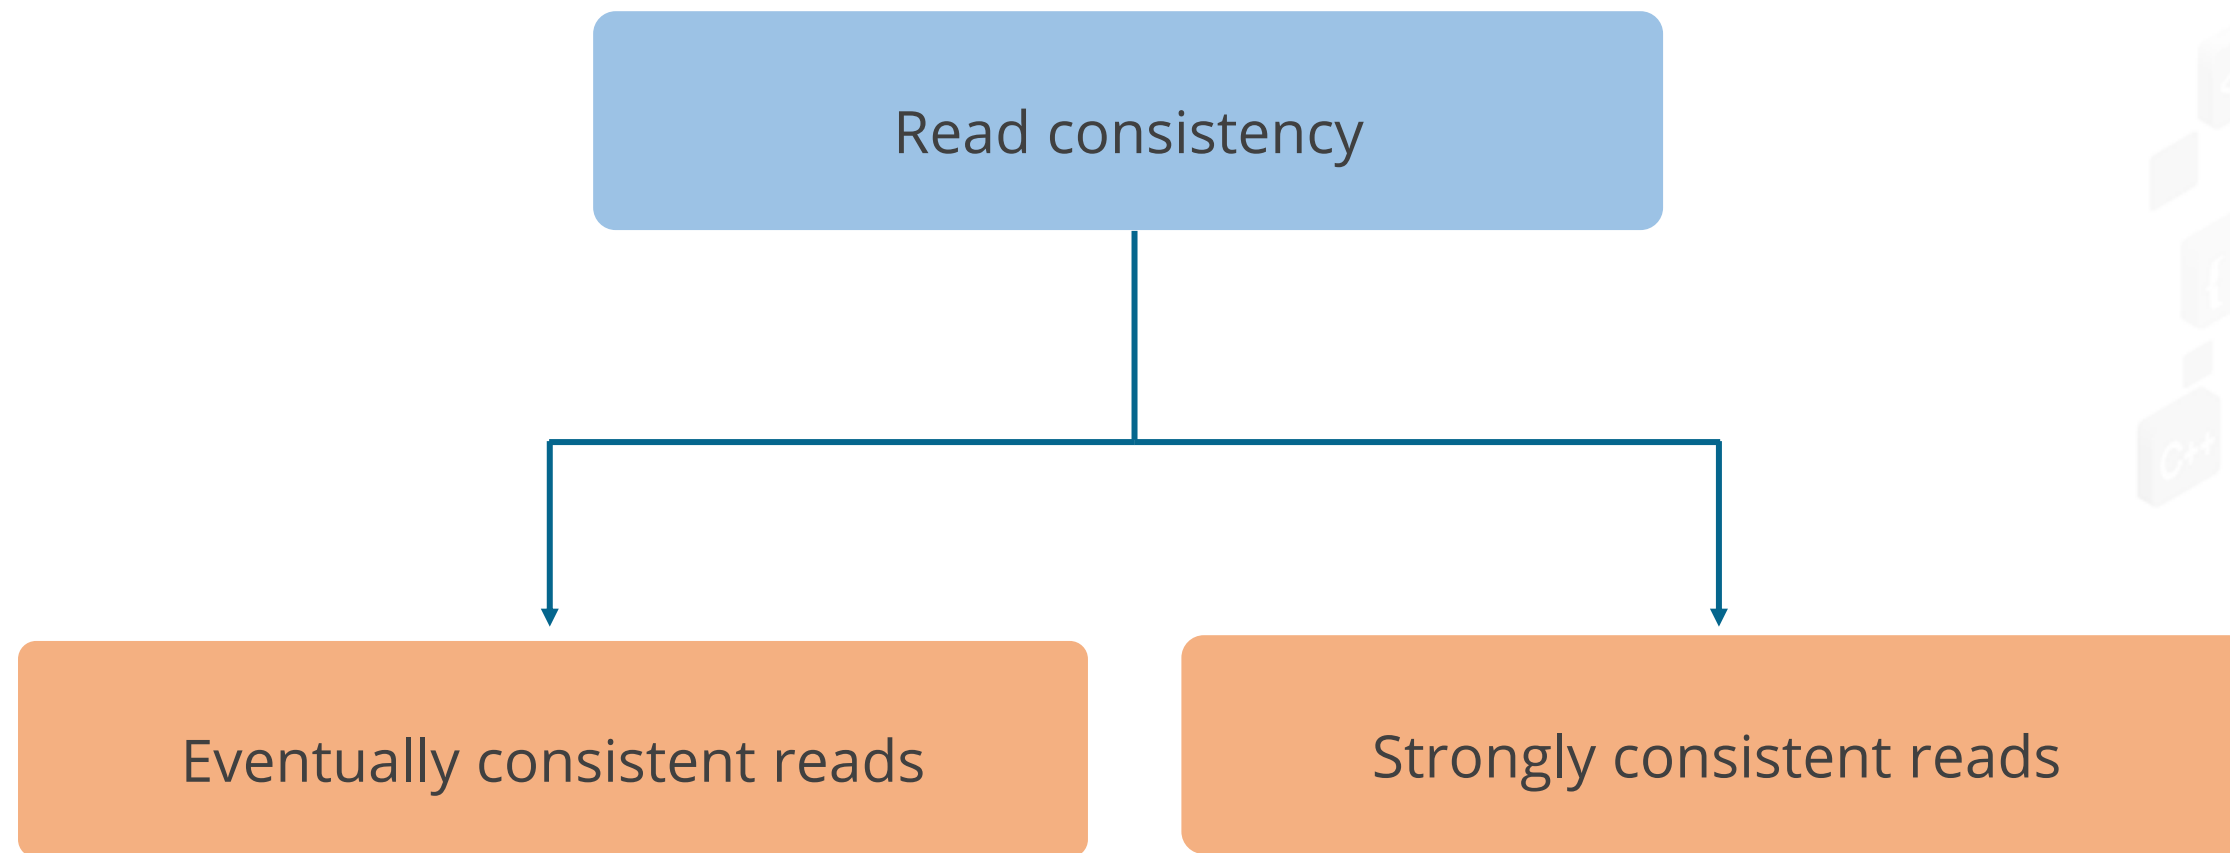 Read consistency
Eventually consistent reads
Strongly consistent reads
C++